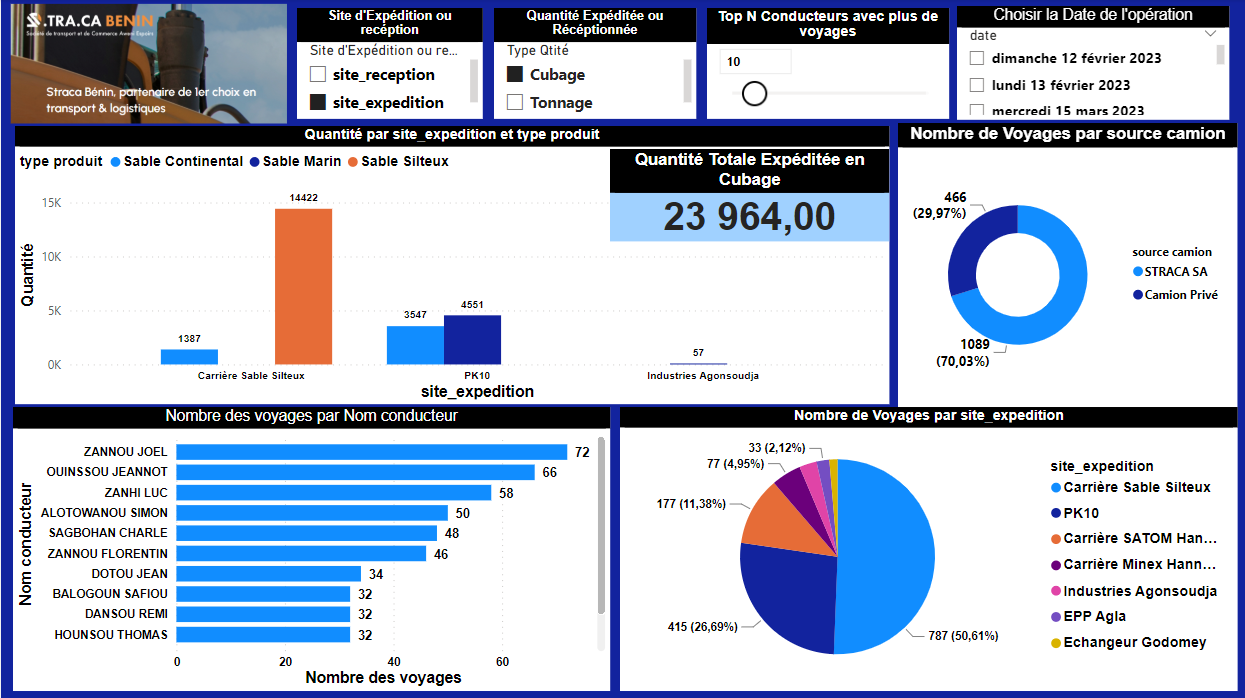 S.TRA.CA BENIN
Société de transport et de Commerce Awani Espoirs
Straca Bénin, partenaire de 1er choix en
transport & logistiques
Site d'Expédition ou
reception
Site d'Expédition ou re...
site_reception
site_expedition
Quantité Expéditée ou
Réceptionnée
Type Qtité
Cubage
Tonnage
Top N Conducteurs avec plus de
voyages
10
Choisir la Date de l'opération
date
dimanche 12 février 2023
lundi 13 février 2023
mercredi 15 mars 2023
Quantité par site_expedition et type produit
type produit Sable Continental Sable Marin Sable Silteux
Quantité Totale Expéditée en
Cubage
23 964,00
Quantité
15K
10K
5K
0K
1387
14422
3547
4551
57
Carrière Sable Silteux
PK10
Industries Agonsoudja
site_expedition
Nombre de Voyages par source camion
466
(29,97%)
1089
(70,03%)
source camion
STRACA SA
Camion Privé
Nombre des voyages par Nom conducteur
Nom conducteur
ZANNOU JOEL 72
OUINSSOU JEANNOT 66
ZANHI LUC 58
ALOTOWANOU SIMON 50
SAGBOHAN CHARLE 48
ZANNOU FLORENTIN 46
DOTOU JEAN 34
BALOGOUN SAFIOU 32
DANSOU REMI 32
HOUNSOU THOMAS 32
0 20 40 60
Nombre des voyages
Nombre de Voyages par site_expedition
33 (2,12%)
77 (4,95%)
177 (11,38%)
415 (26,69%)
787 (50,61%)
site_expedition
Carrière Sable Silteux
PK10
Carrière SATOM Han...
Carrière Minex Hann...
Industries Agonsoudja
EPP Agla
Echangeur Godomey